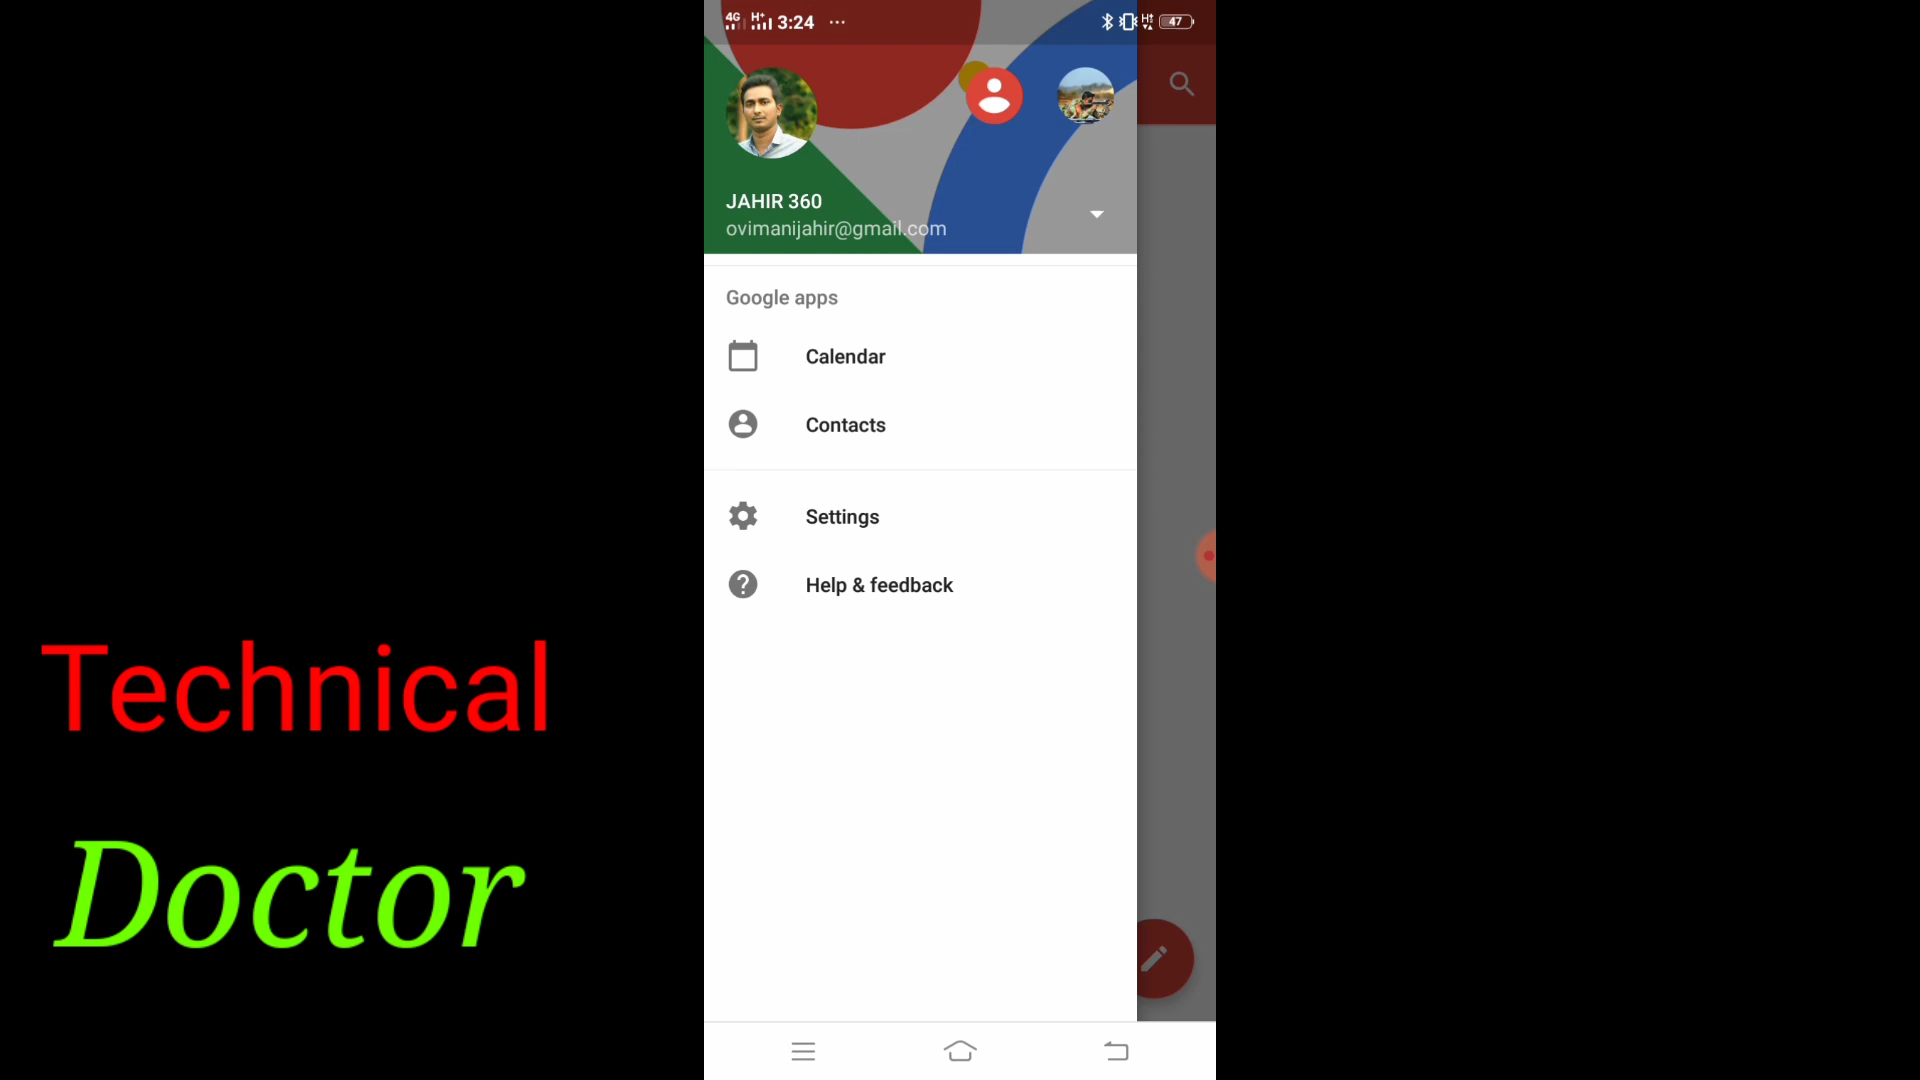 4G H+ 3:24 ... H+ 47
JAHIR 360
ovimanijahir@gmail.com
Google apps
Calendar
Contacts
Settings
Help & feedback
Technical
Doctor